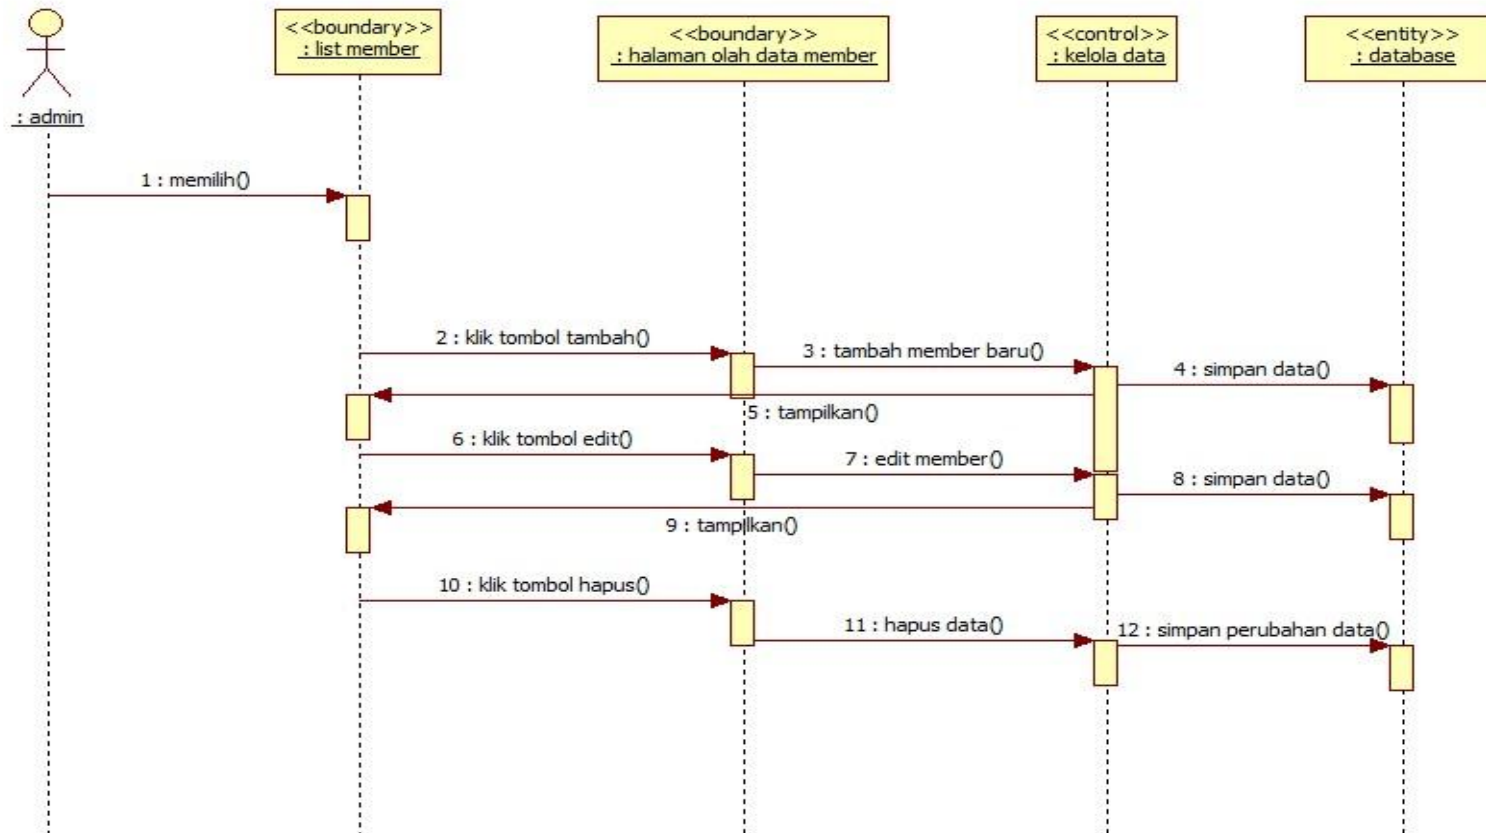 <<boundary>>
: list member
<<boundary>>
: halaman olah data member
<<control>>
: kelola data
<<entity>>
: database
: admin
1 : memilih()
2 : klik tombol tambah()
3 : tambah member baru()
4 : simpan data()
5 : tampilkan()
6 : klik tombol edit()
7 : edit member()
8 : simpan data()
9 : tampilkan()
10 : klik tombol hapus()
11 : hapus data()
12 : simpan perubahan data()